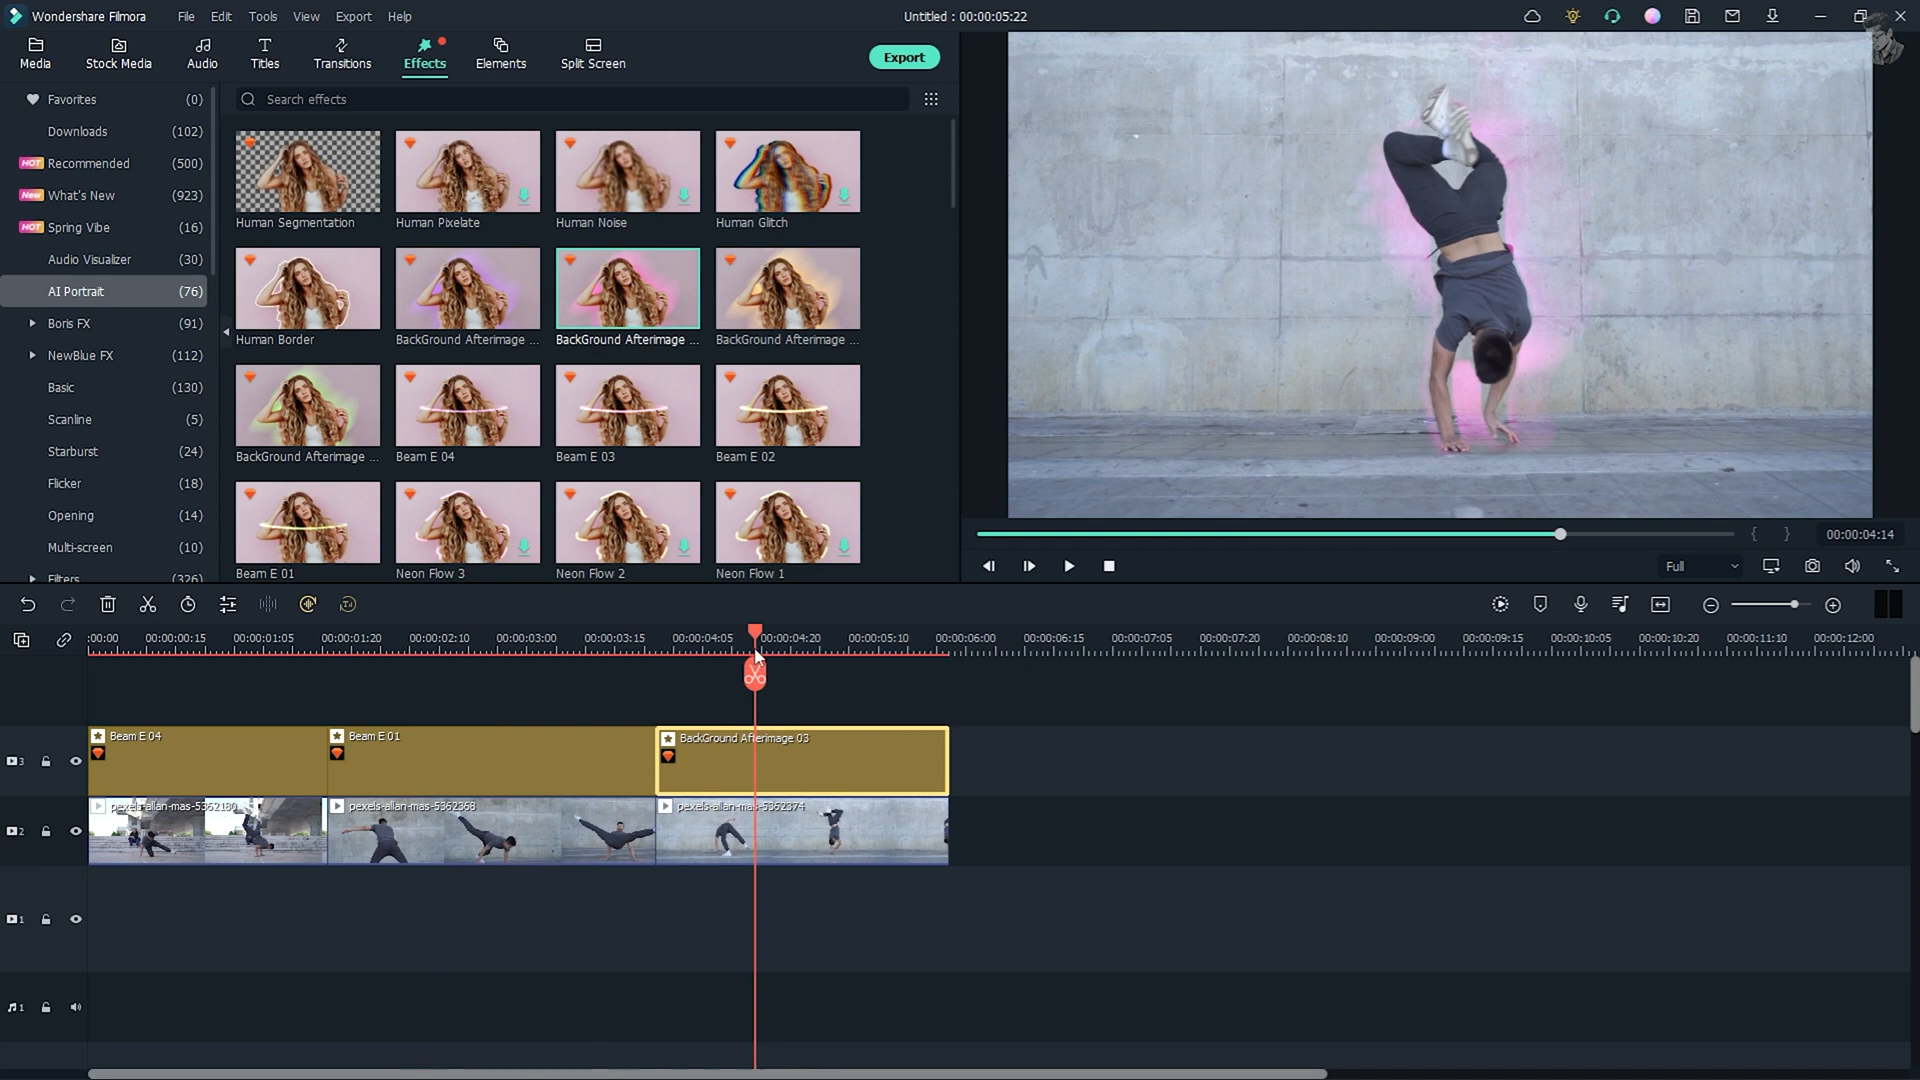 Wondershare Filmora
File Edit Tools View Export Help
Untitled : 00:00:05:22
Media
Stock Media
Audio
Titles
Transitions
Effects
Elements
Split Screen
Export
Favorites (0)
Downloads (102)
HOT Recommended (500)
New What's New (923)
HOT Spring Vibe (16)
Audio Visualizer (30)
AI Portrait (76)
Boris FX (91)
NewBlue FX (112)
Basic (130)
Scanline (5)
Starburst (24)
Flicker (18)
Opening (14)
Multi-screen (10)
Filters (326)
Search effects
Human Segmentation
Human Pixelate
Human Noise
Human Glitch
Human Border
BackGround Afterimage ...
BackGround Afterimage ...
BackGround Afterimage ...
BackGround Afterimage ...
Beam E 04
Beam E 03
Beam E 02
Beam E 01
Neon Flow 3
Neon Flow 2
Neon Flow 1
{ } 00:00:04:14
Full
:00:00 00:00:00:15 00:00:01:05 00:00:01:20 00:00:02:10 00:00:03:00 00:00:03:15 00:00:04:05 00:00:04:20 00:00:05:10 00:00:06:00 00:00:06:15 00:00:07:05 00:00:07:20 00:00:08:10 00:00:09:00 00:00:09:15 00:00:10:05 00:00:10:20 00:00:11:10 00:00:12:00
3
Beam E 04
Beam E 01
BackGround Afterimage 03
2
pexels-allan-mas-5362180
pexels-allan-mas-5362368
pexels-allan-mas-5362374
1
1